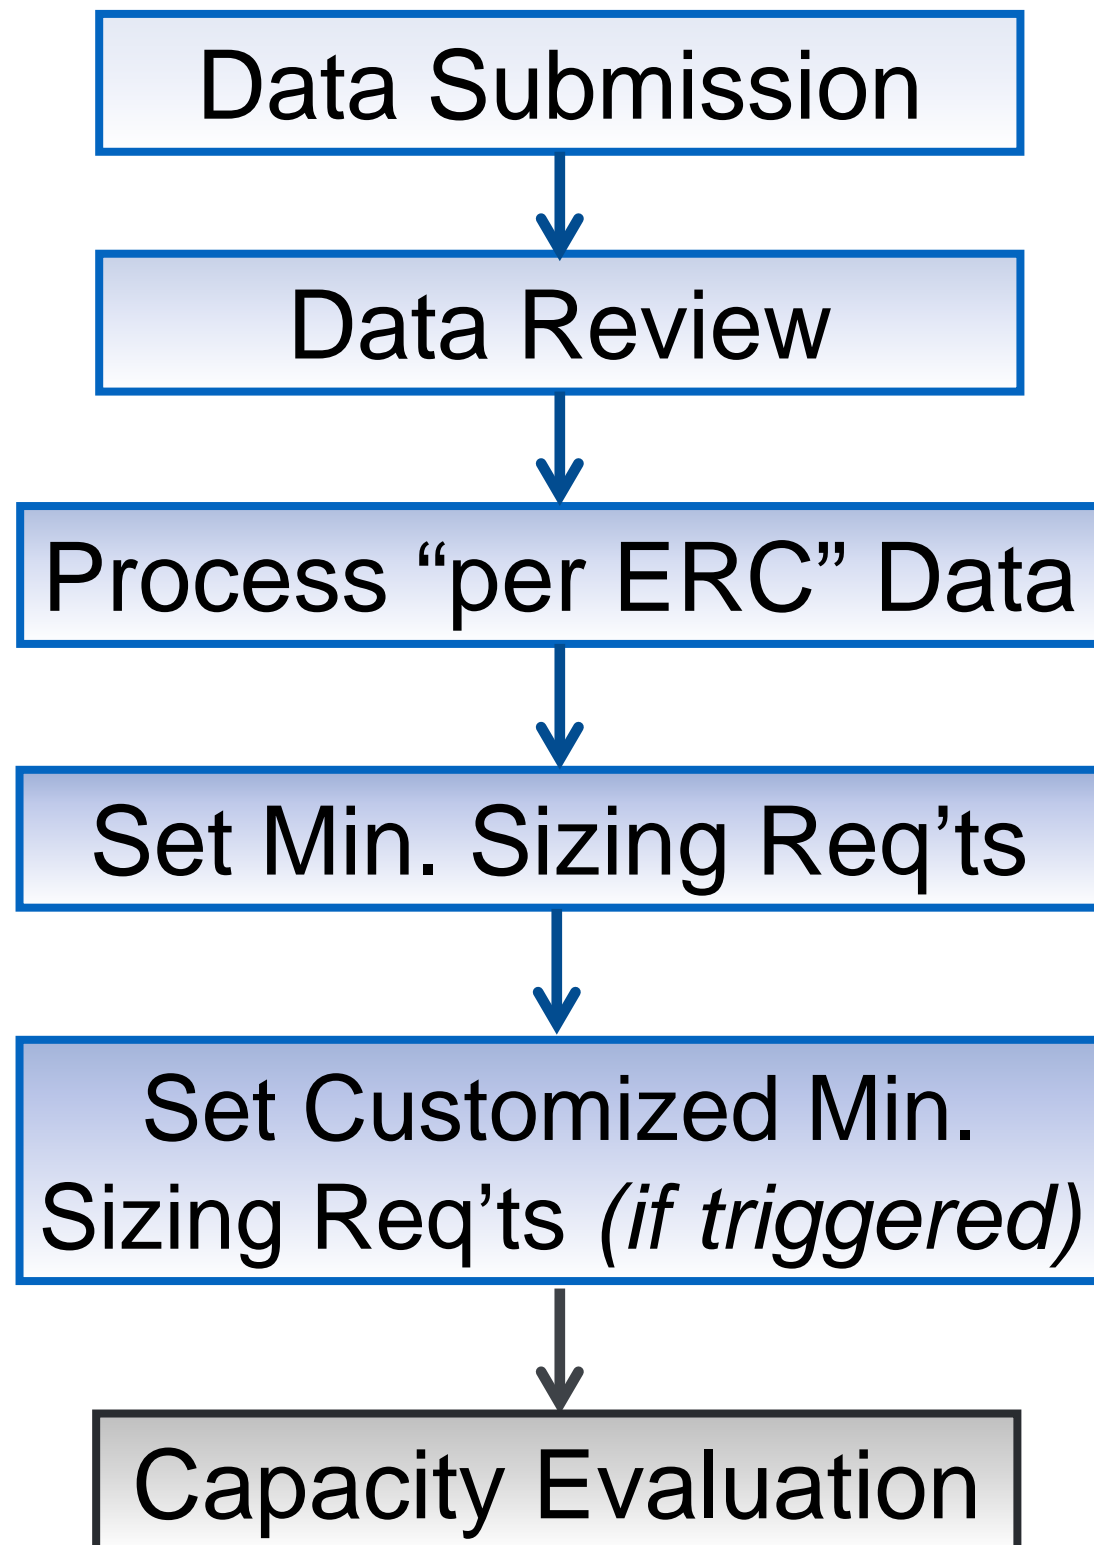 Data Submission
Data Review
Process “per ERC” Data
Set Min. Sizing Req’ts
Set Customized Min.
Sizing Req’ts (if triggered)
Capacity Evaluation